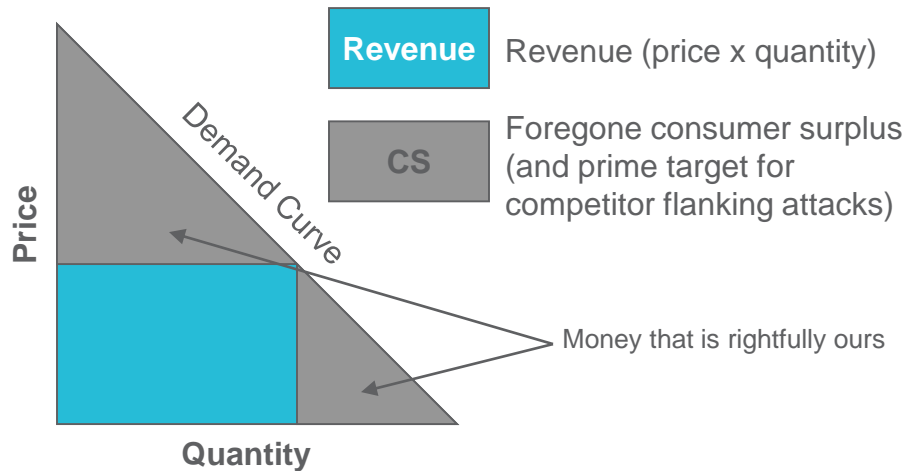 Revenue
Revenue (price x quantity)
CS
Foregone consumer surplus
(and prime target for
competitor flanking attacks)
Demand Curve
Price
Money that is rightfully ours
Quantity